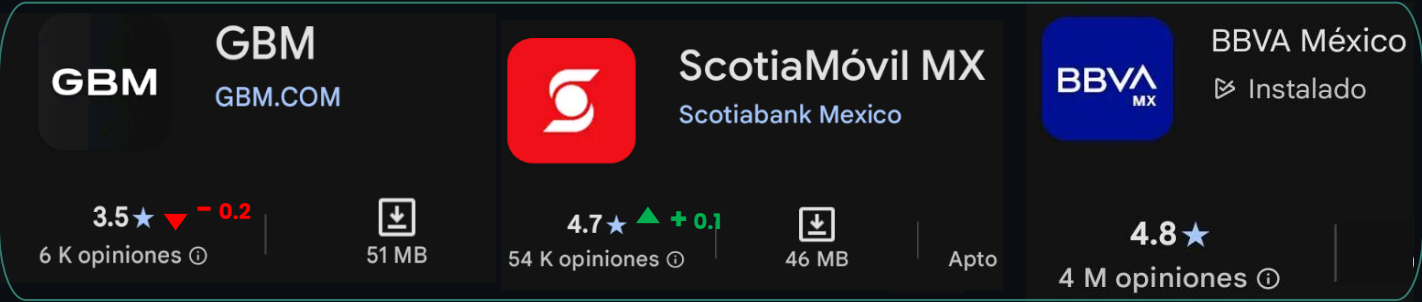 GBM
GBM
GBM.COM
3.5★ ▼ - 0.2
6 K opiniones
51 MB
ScotiaMóvil MX
Scotiabank Mexico
4.7★ ▲ + 0.1
54 K opiniones
46 MB
Apto
BBVA
MX
BBVA México
Instalado
4.8★
4 M opiniones